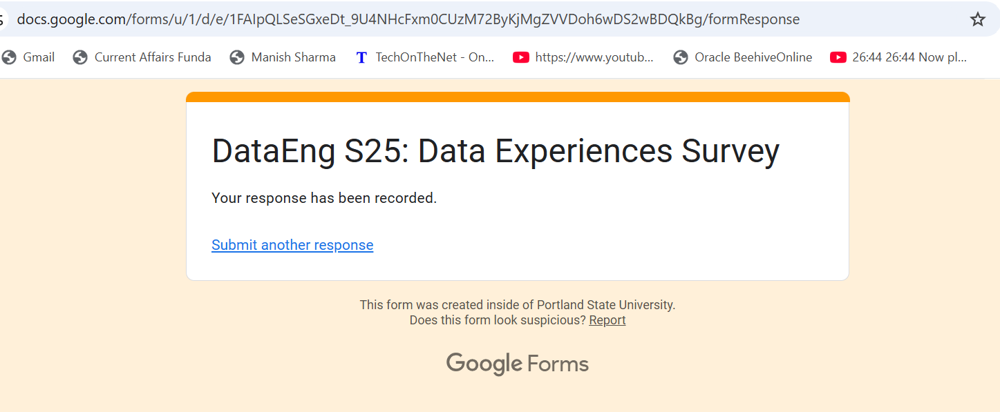 docs.google.com/forms/u/1/d/e/1FAIpQLSeSGxeDt_9U4NHcFxm0CUzM72ByKjMgZVVDoh6wDS2wBDQkBg/formResponse
Gmail Current Affairs Funda Manish Sharma TechOnTheNet - On... https://www.youtub... Oracle BeehiveOnline 26:44 26:44 Now pl...
DataEng S25: Data Experiences Survey
Your response has been recorded.
Submit another response
This form was created inside of Portland State University.
Does this form look suspicious? Report
Google Forms